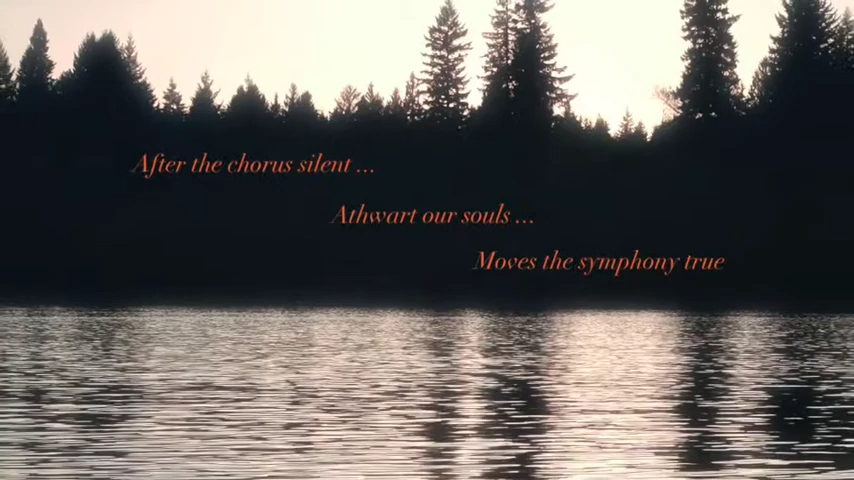 After the chorus silent ...
Athwart our souls ...
Moves the symphony true